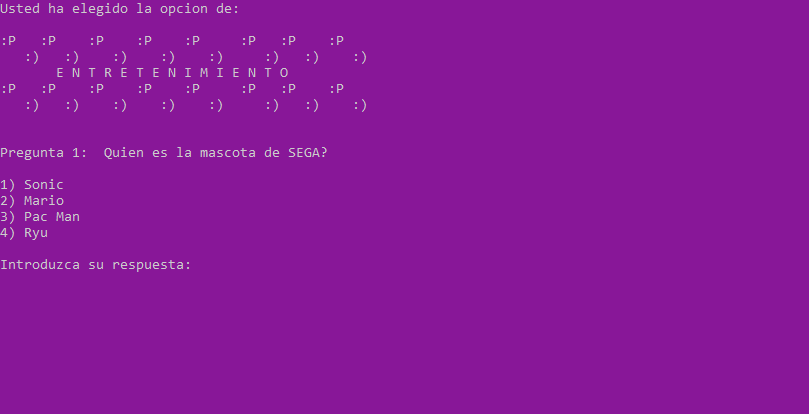 Usted ha elegido la opcion de:
:P   :P    :P    :P    :P     :P   :P    :P
   :)   :)    :)    :)    :)     :)   :)    :)
       E N T R E T E N I M I E N T O
:P   :P    :P    :P    :P     :P   :P    :P
   :)   :)    :)    :)    :)     :)   :)    :)
Pregunta 1:  Quien es la mascota de SEGA?
1) Sonic
2) Mario
3) Pac Man
4) Ryu
Introduzca su respuesta: